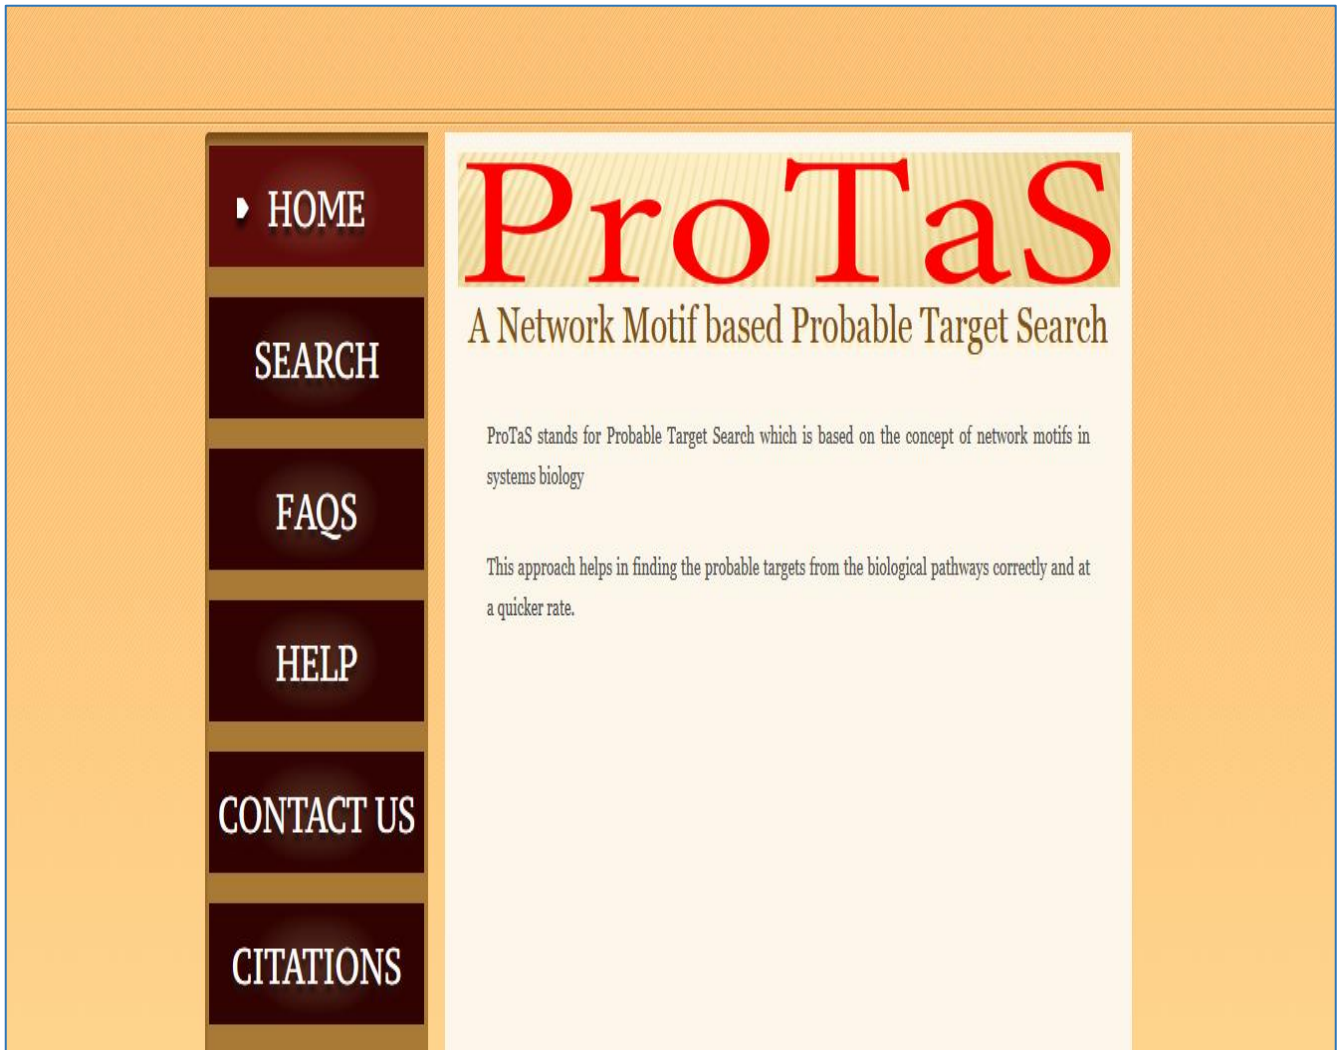 HOME
SEARCH
FAQS
HELP
CONTACT US
CITATIONS
ProTaS
A Network Motif based Probable Target Search
ProTaS stands for Probable Target Search which is based on the concept of network motifs in
systems biology
This approach helps in finding the probable targets from the biological pathways correctly and at
a quicker rate.